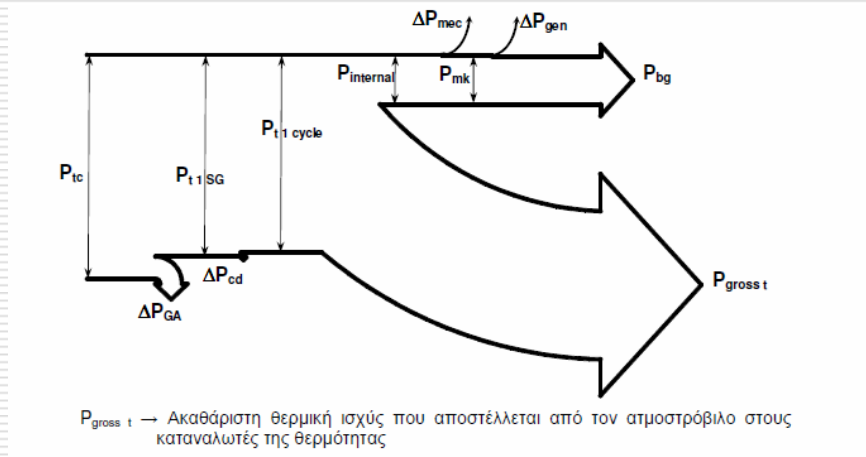 ΔPmec
ΔPgen
Pinternal
Pmk
Pbg
Pt 1 cycle
Ptc
Pt 1 SG
ΔPcd
Pgross t
ΔPGA
Pgross t → Ακαθάριστη θερμική ισχύς που αποστέλλεται από τον ατμοστρόβιλο στους
καταναλωτές της θερμότητας